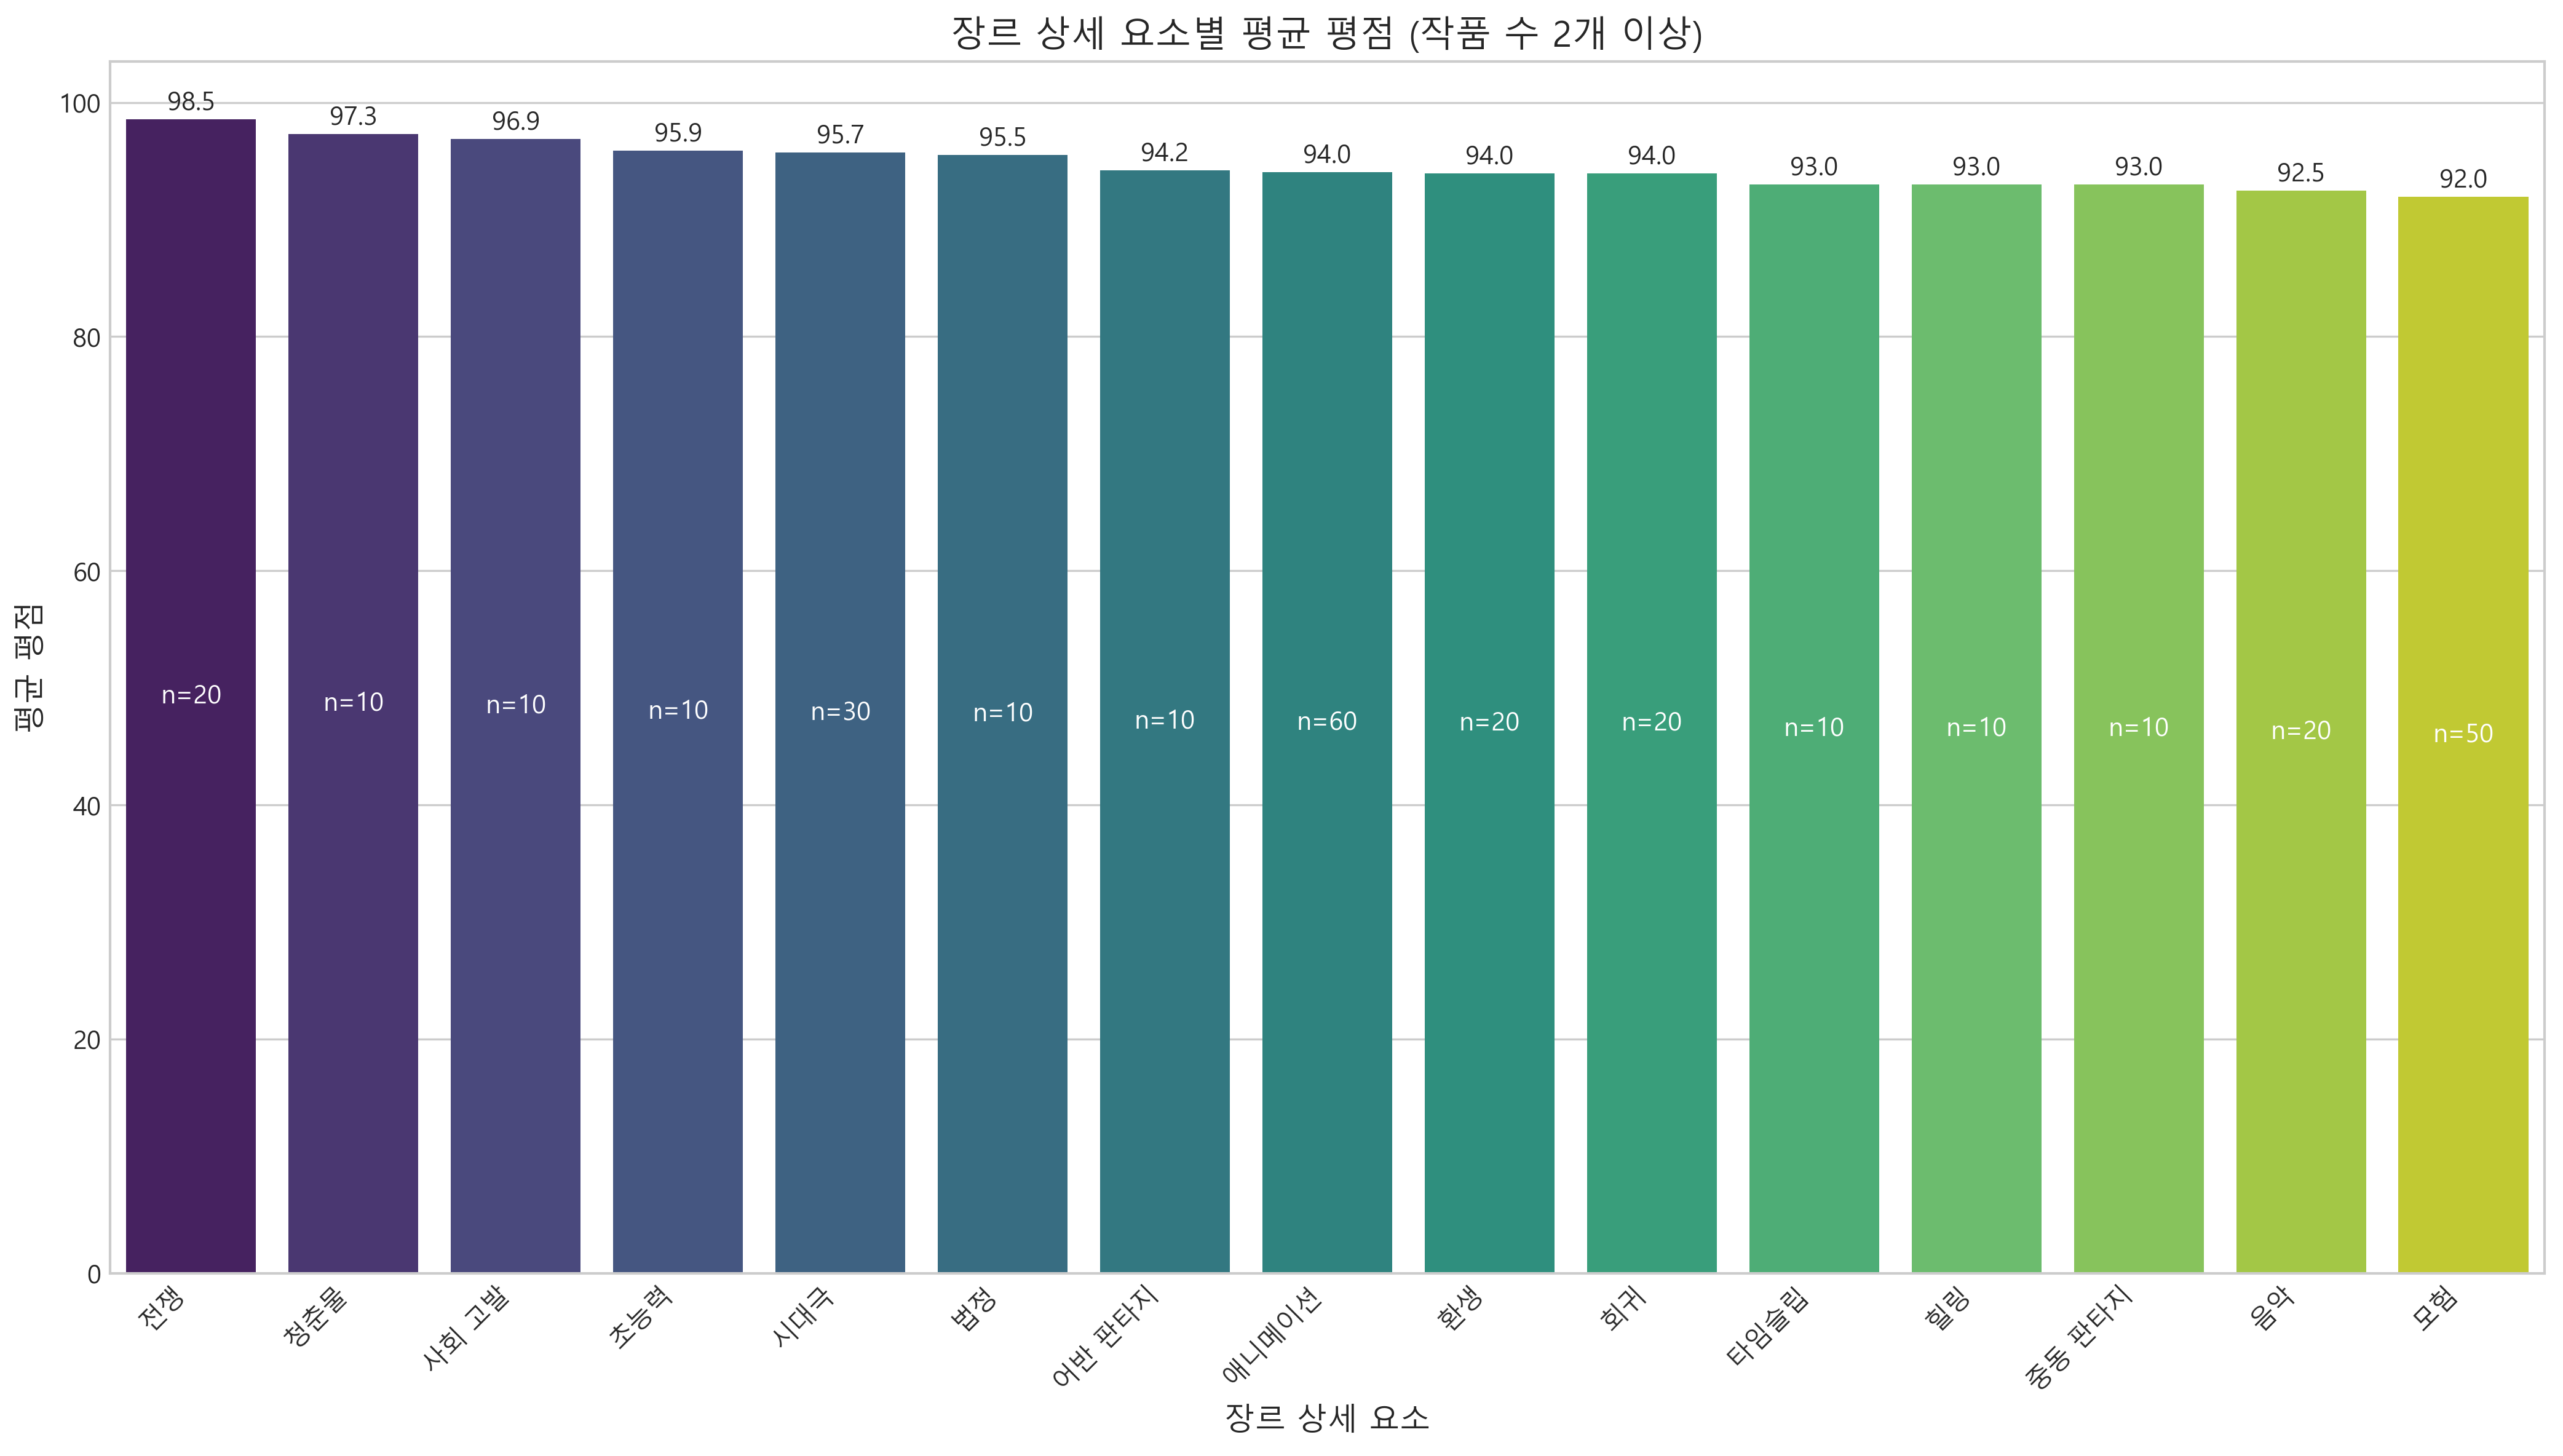 장르 상세 요소별 평균 평점 (작품 수 2개 이상)
평균 평점
100
80
60
40
20
0
98.5
97.3
96.9
95.9
95.7
95.5
94.2
94.0
94.0
94.0
93.0
93.0
93.0
92.5
92.0
n=20
n=10
n=10
n=10
n=30
n=10
n=10
n=60
n=20
n=20
n=10
n=10
n=10
n=20
n=50
전쟁
청춘물
사회 고발
초능력
시대극
법정
어반 판타지
애니메이션
환생
회귀
타임슬립
힐링
중동 판타지
음악
모험
장르 상세 요소